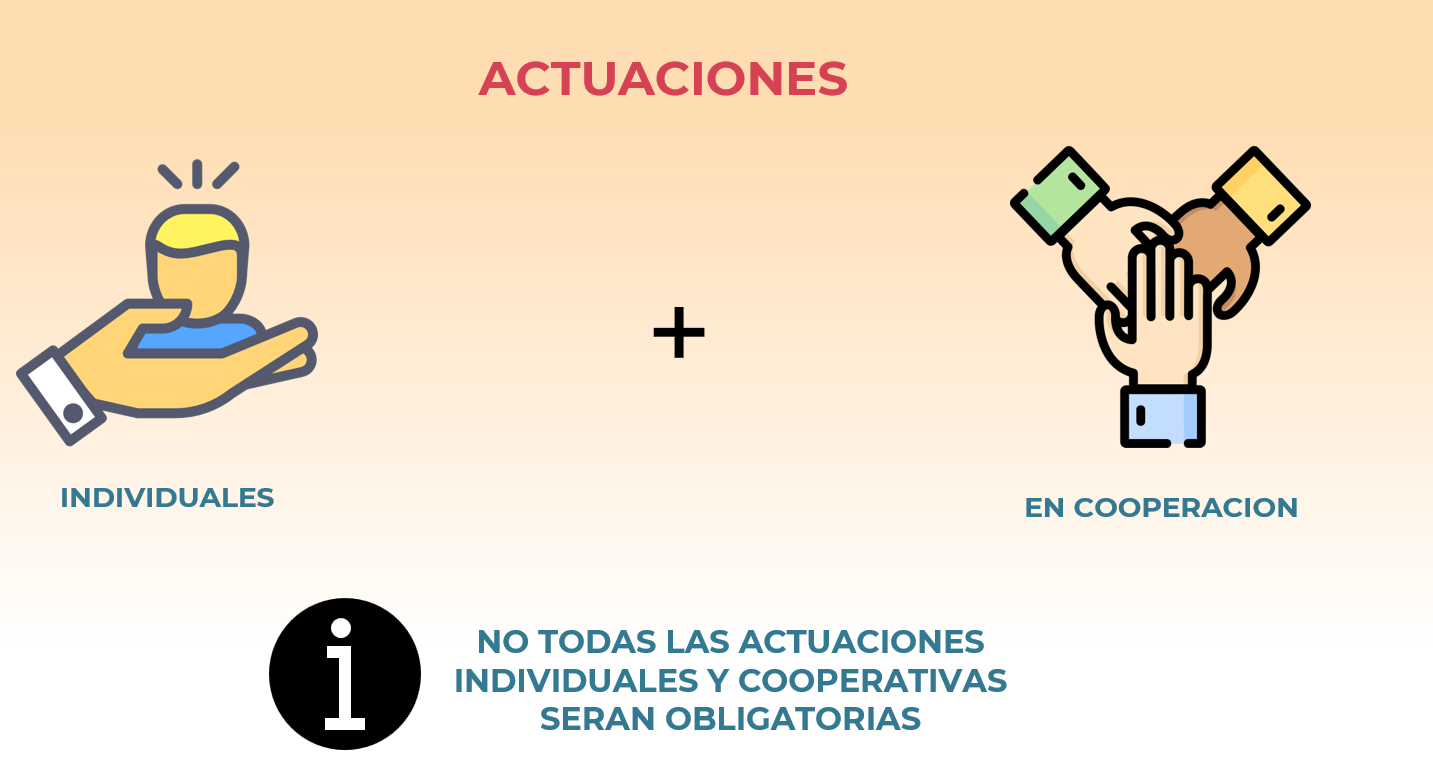 ACTUACIONES
+
INDIVIDUALES
EN COOPERACION
i
NO TODAS LAS ACTUACIONES
INDIVIDUALES Y COOPERATIVAS
SERAN OBLIGATORIAS